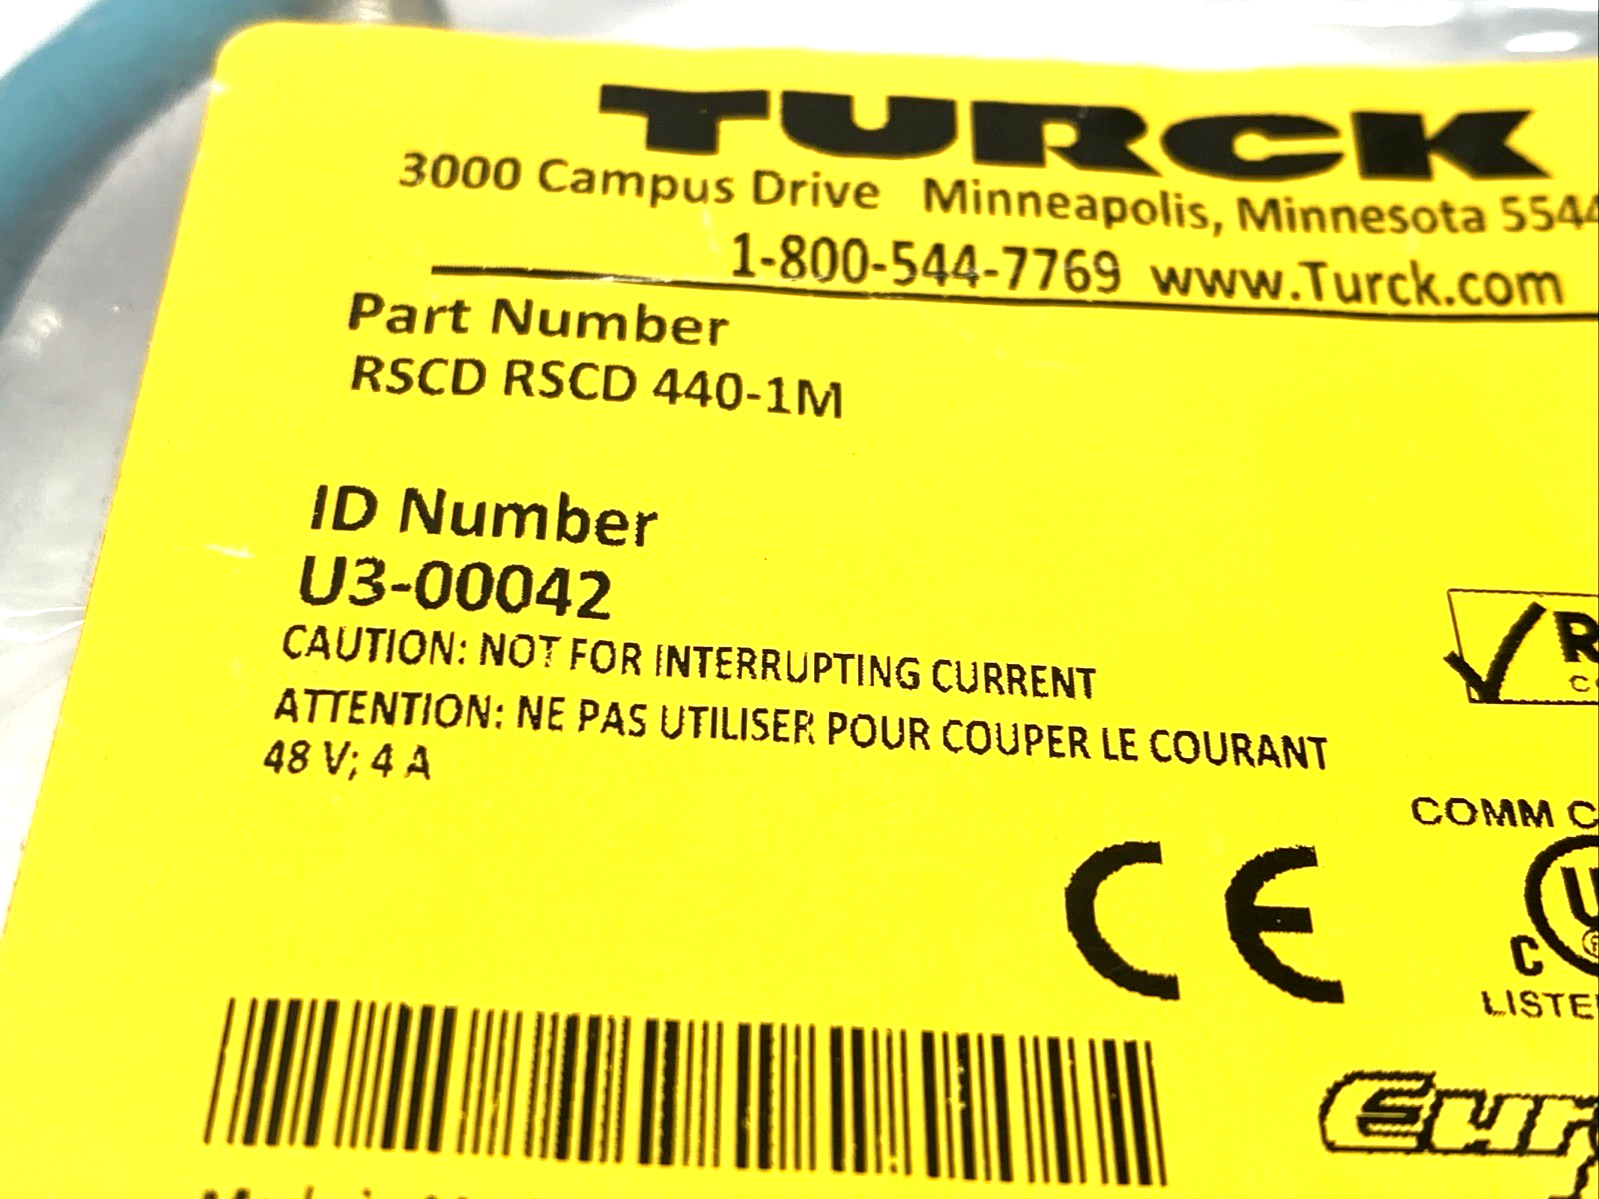 TURCK
3000 Campus Drive Minneapolis, Minnesota 5544
1-800-544-7769 www.Turck.com
Part Number
RSCD RSCD 440-1M
ID Number
U3-00042
CAUTION: NOT FOR INTERRUPTING CURRENT
ATTENTION: NE PAS UTILISER POUR COUPER LE COURANT
48 V; 4 A
COMM
CE
C
LISTE